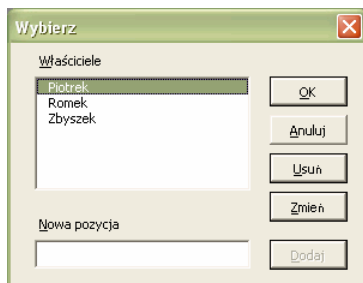 Wybierz
Właściciele
Piotrek
Romek
Zbyszek
OK
Anuluj
Usuń
Zmień
Nowa pozycja
Dodaj